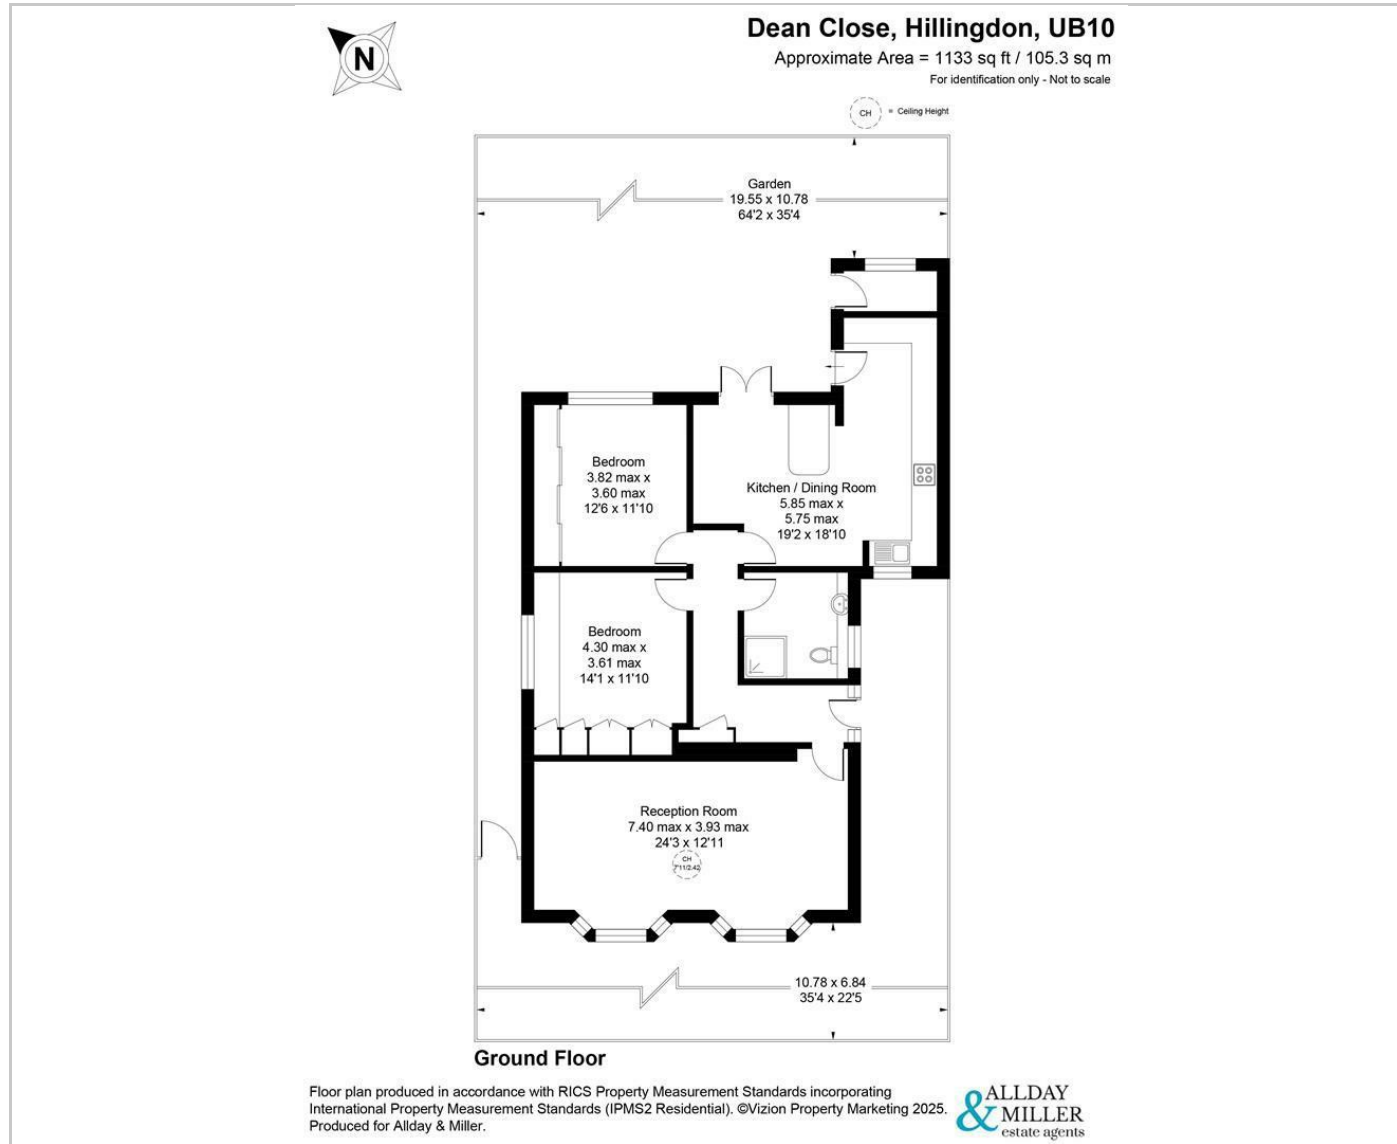 Dean Close, Hillingdon, UB10
Approximate Area = 1133 sq ft / 105.3 sq m
For identification only - Not to scale
N
CH = Ceiling Height
Garden
19.55 x 10.78
64'2 x 35'4
Bedroom
3.82 max x
3.60 max
12'6 x 11'10
Kitchen / Dining Room
5.85 max x
5.75 max
19'2 x 18'10
Bedroom
4.30 max x
3.61 max
14'1 x 11'10
Reception Room
7.40 max x 3.93 max
24'3 x 12'11
CH
7'11/2.42
10.78 x 6.84
35'4 x 22'5
Ground Floor
Floor plan produced in accordance with RICS Property Measurement Standards incorporating
International Property Measurement Standards (IPMS2 Residential). ©Vizion Property Marketing 2025.
Produced for Allday & Miller.
ALLDAY
& MILLER
estate agents